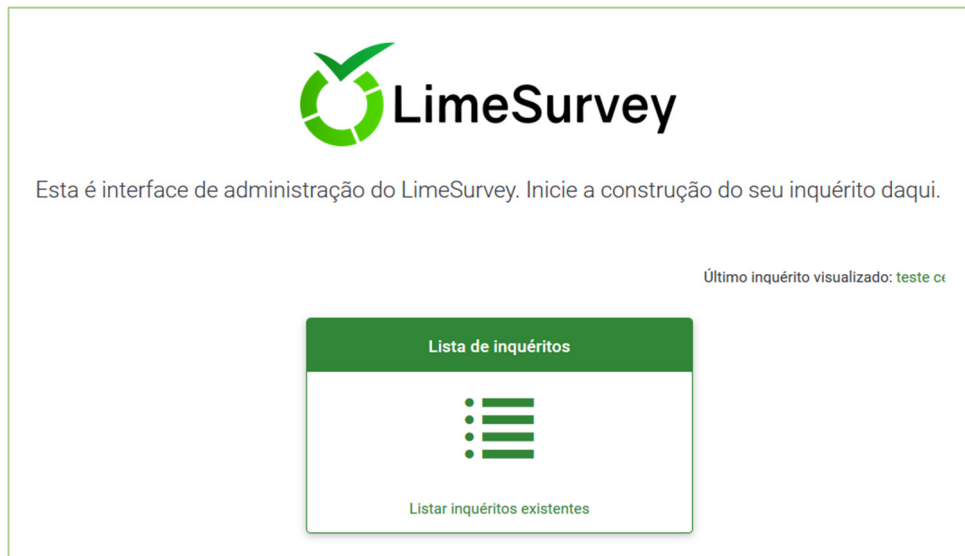 LimeSurvey
Esta é interface de administração do LimeSurvey. Inicie a construção do seu inquérito daqui.
Último inquérito visualizado: teste
Lista de inquéritos
Listar inquéritos existentes